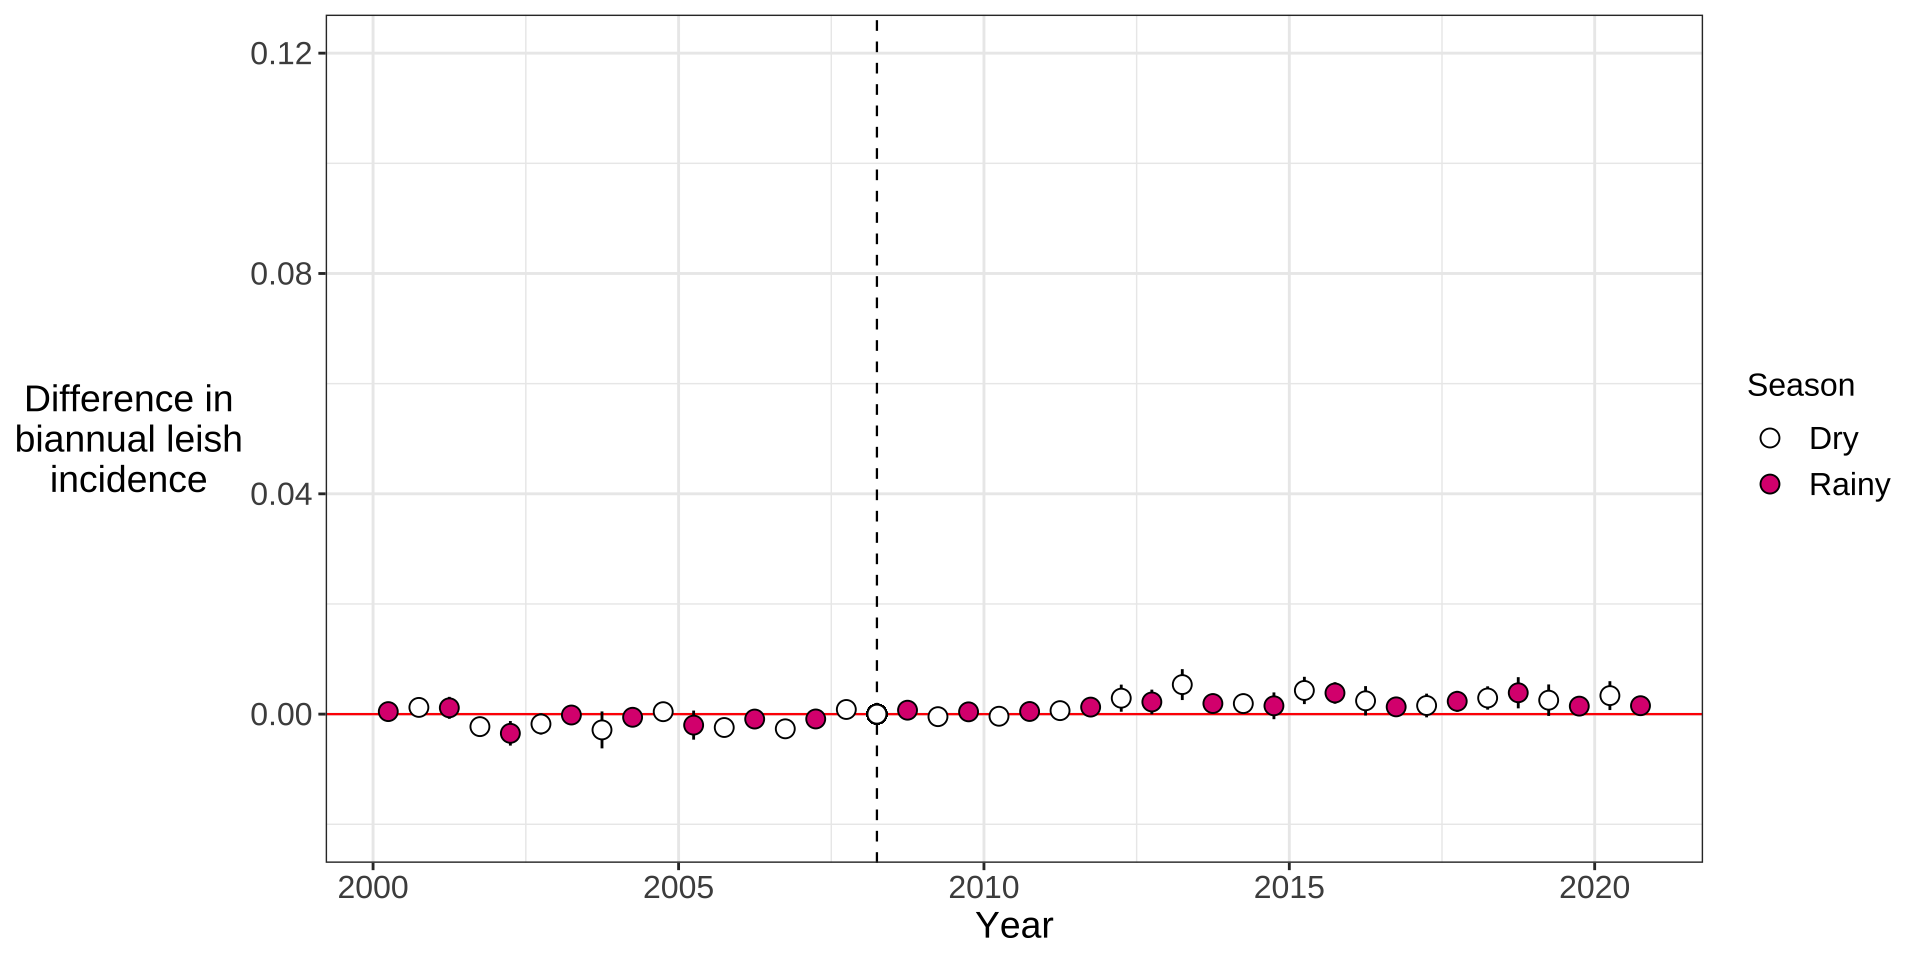 0.12
0.08
0.04
0.00
Difference in
biannual leish
incidence
2000
2005
2010
2015
2020
Year
Season
Dry
Rainy